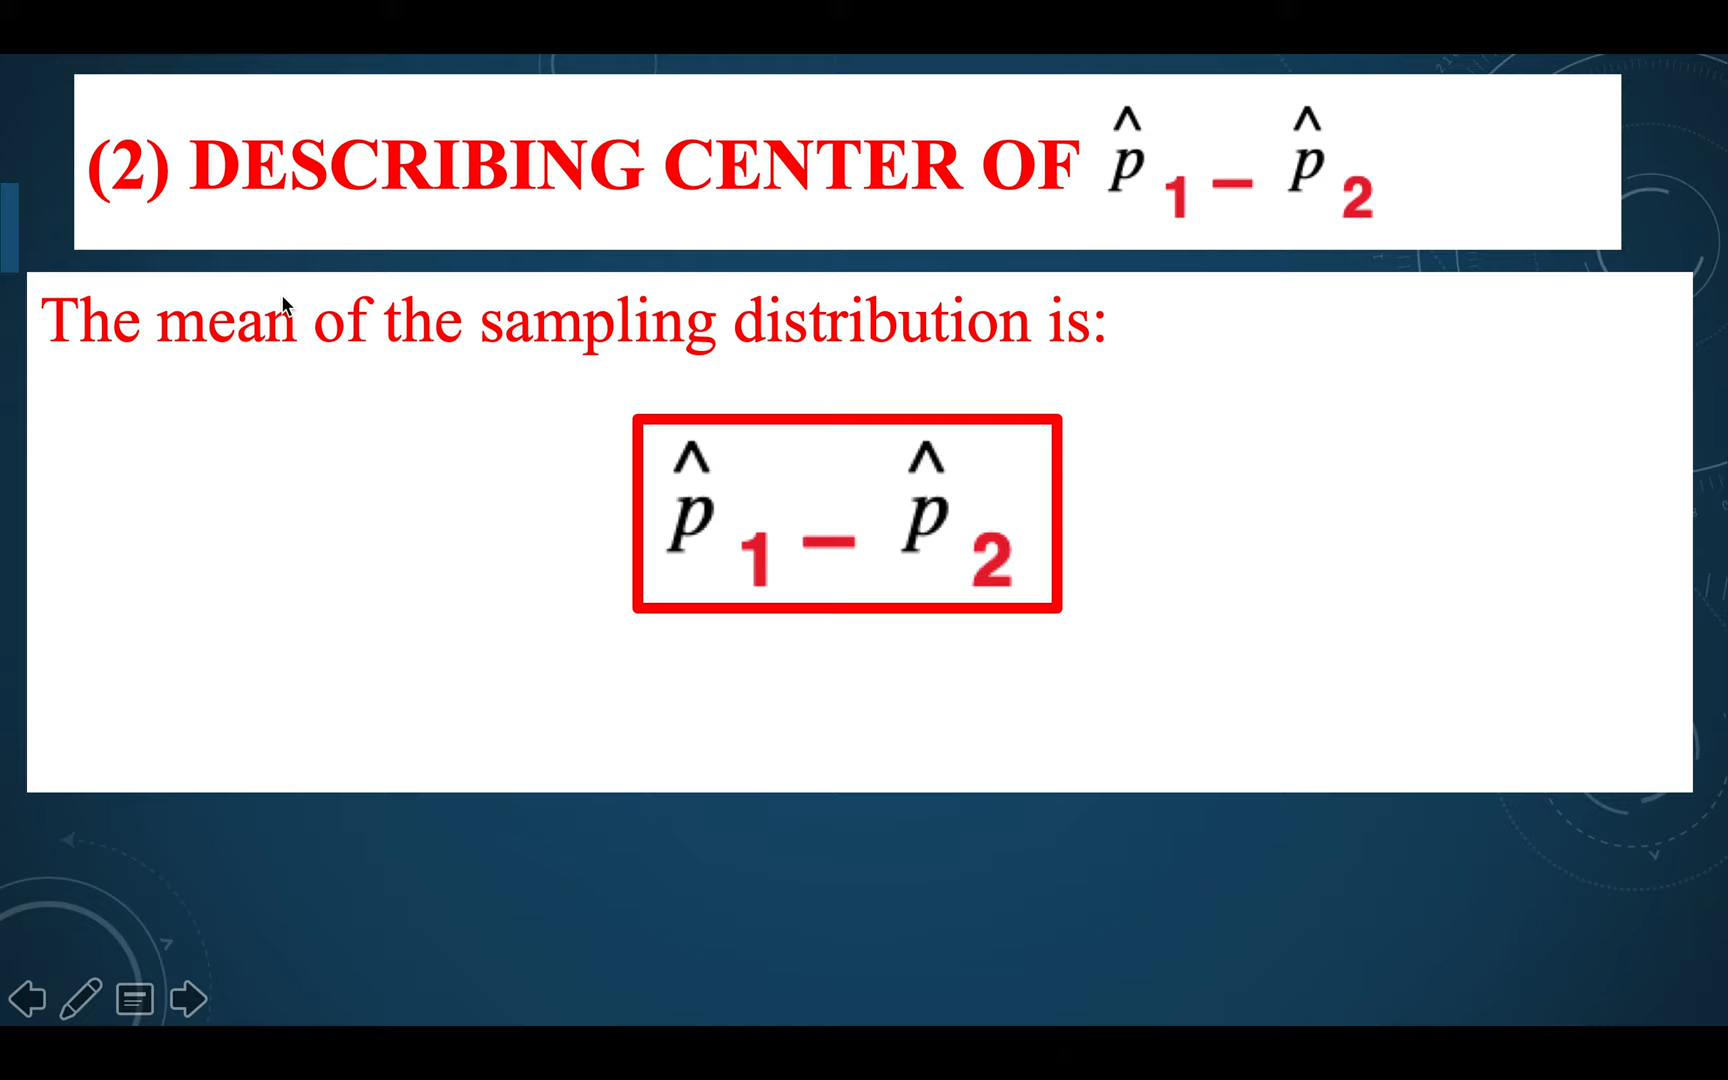 (2) DESCRIBING CENTER OF p̂ 1 – p̂ 2
The mean of the sampling distribution is:
p̂ 1 – p̂ 2